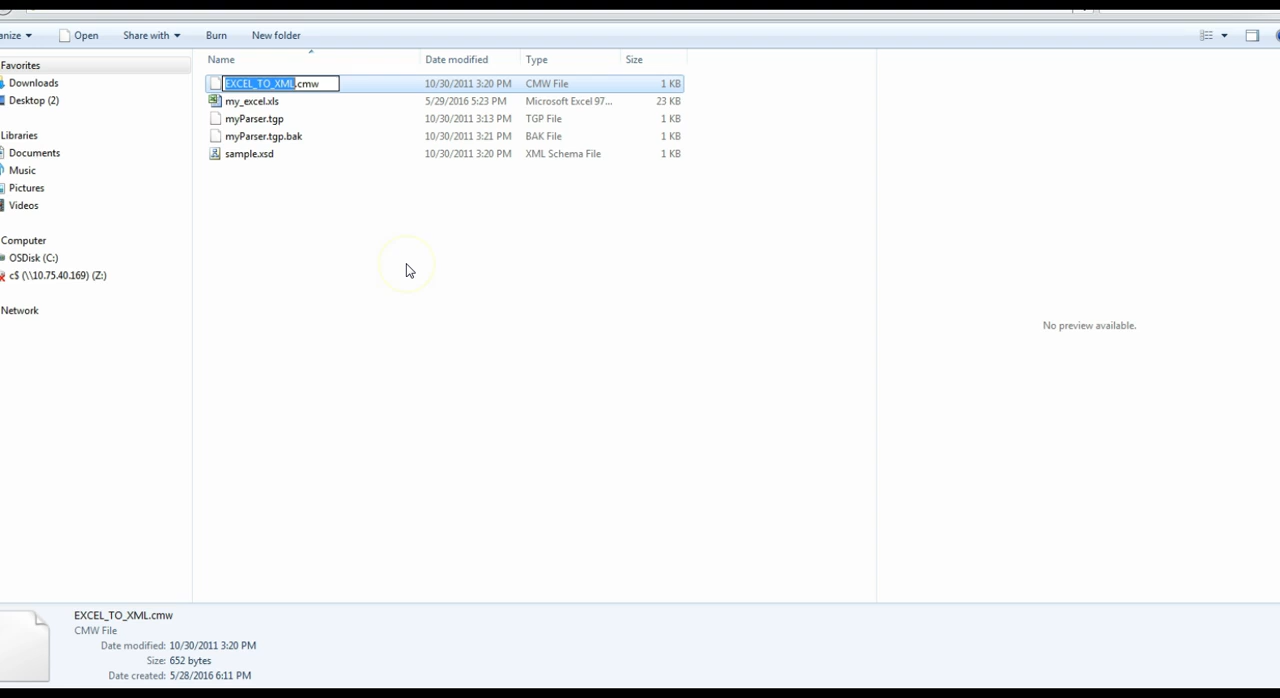 anize Open Share with Burn New folder
Favorites
Downloads
Desktop (2)
Libraries
Documents
Music
Pictures
Videos
Computer
OSDisk (C:)
c$ (\\10.75.40.169) (Z:)
Network
Name Date modified Type Size
EXCEL_TO_XML.cmw 10/30/2011 3:20 PM CMW File 1 KB
my_excel.xls 5/29/2016 5:23 PM Microsoft Excel 97... 23 KB
myParser.tgp 10/30/2011 3:13 PM TGP File 1 KB
myParser.tgp.bak 10/30/2011 3:21 PM BAK File 1 KB
sample.xsd 10/30/2011 3:20 PM XML Schema File 1 KB
No preview available.
EXCEL_TO_XML.cmw
CMW File
Date modified: 10/30/2011 3:20 PM
Size: 652 bytes
Date created: 5/28/2016 6:11 PM